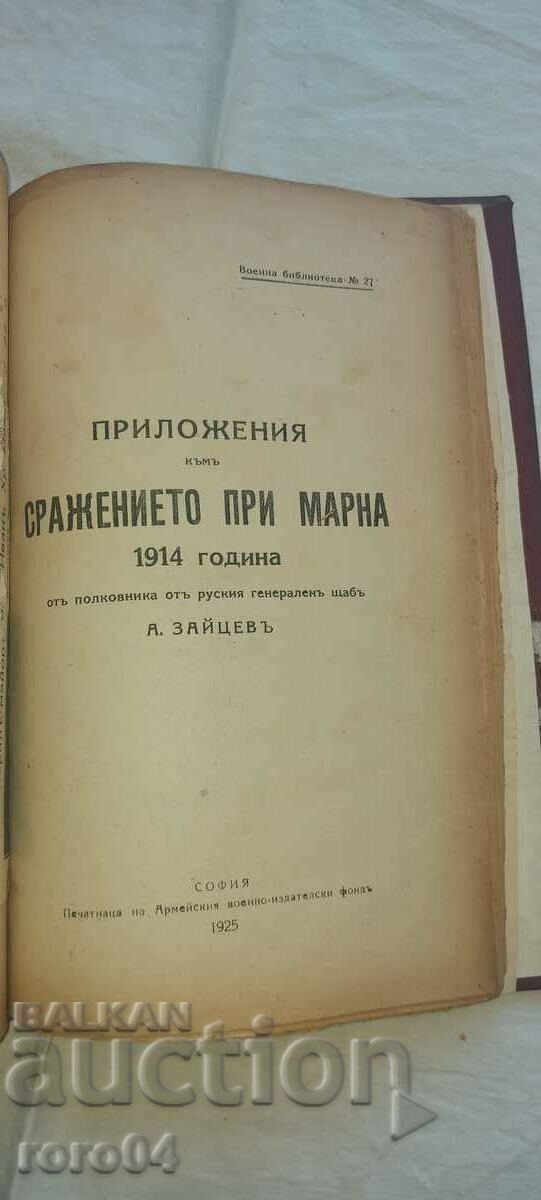 Военна библиотека № 27
ПРИЛОЖЕНИЯ
къмъ
СРАЖЕНИЕТО ПРИ МАРНА
1914 година
отъ полковника отъ руския генераленъ щабъ
А. ЗАЙЦЕВЪ
СОФИЯ
Печатница на Армейския военно-издателски фондъ
1925
BALKAN
auction
roro04